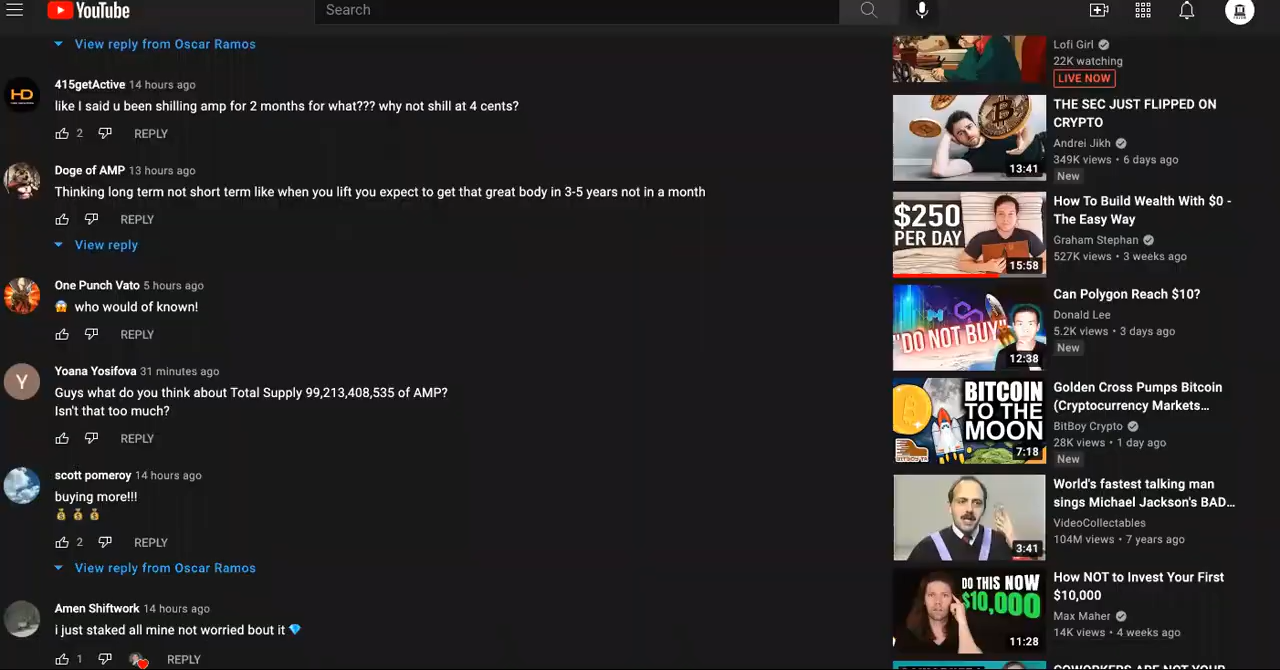 YouTube
Search
View reply from Oscar Ramos
HD
415getActive 14 hours ago
like I said u been shilling amp for 2 months for what??? why not shill at 4 cents?
2
REPLY
Doge of AMP 13 hours ago
Thinking long term not short term like when you lift you expect to get that great body in 3-5 years not in a month
REPLY
View reply
One Punch Vato 5 hours ago
😱 who would of known!
REPLY
Y
Yoana Yosifova 31 minutes ago
Guys what do you think about Total Supply 99,213,408,535 of AMP?
Isn't that too much?
REPLY
scott pomeroy 14 hours ago
buying more!!!
💰 💰 💰
2
REPLY
View reply from Oscar Ramos
Amen Shiftwork 14 hours ago
i just staked all mine not worried bout it 💎
1
REPLY
Lofi Girl
22K watching
LIVE NOW
13:41
THE SEC JUST FLIPPED ON
CRYPTO
Andrei Jikh
349K views • 6 days ago
New
$250
PER DAY
15:58
How To Build Wealth With $0 -
The Easy Way
Graham Stephan
527K views • 3 weeks ago
"DO NOT BUY"
12:38
Can Polygon Reach $10?
Donald Lee
5.2K views • 3 days ago
New
BITCOIN
TO THE
MOON
7:18
Golden Cross Pumps Bitcoin
(Cryptocurrency Markets...
BitBoy Crypto
28K views • 1 day ago
New
3:41
World's fastest talking man
sings Michael Jackson's BAD...
VideoCollectables
104M views • 7 years ago
DO THIS NOW
$10,000
11:28
How NOT to Invest Your First
$10,000
Max Maher
14K views • 4 weeks ago
COWORKERS ARE NOT YOUR